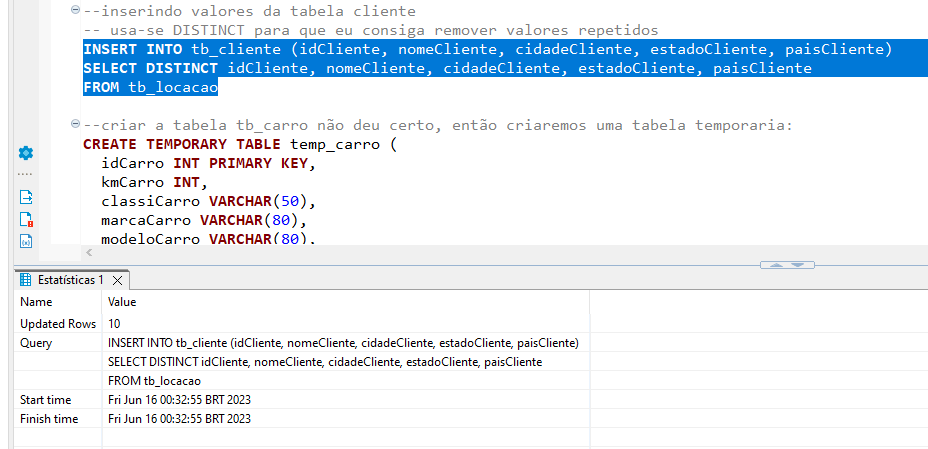 --inserindo valores da tabela cliente
-- usa-se DISTINCT para que eu consiga remover valores repetidos
INSERT INTO tb_cliente (idCliente, nomeCliente, cidadeCliente, estadoCliente, paisCliente)
SELECT DISTINCT idCliente, nomeCliente, cidadeCliente, estadoCliente, paisCliente
FROM tb_locacao
--criar a tabela tb_carro não deu certo, então criaremos uma tabela temporaria:
CREATE TEMPORARY TABLE temp_carro (
idCarro INT PRIMARY KEY,
kmCarro INT,
classiCarro VARCHAR(50),
marcaCarro VARCHAR(80),
modeloCarro VARCHAR(80),
Estatísticas 1
Name Value
Updated Rows 10
Query INSERT INTO tb_cliente (idCliente, nomeCliente, cidadeCliente, estadoCliente, paisCliente)
SELECT DISTINCT idCliente, nomeCliente, cidadeCliente, estadoCliente, paisCliente
FROM tb_locacao
Start time Fri Jun 16 00:32:55 BRT 2023
Finish time Fri Jun 16 00:32:55 BRT 2023